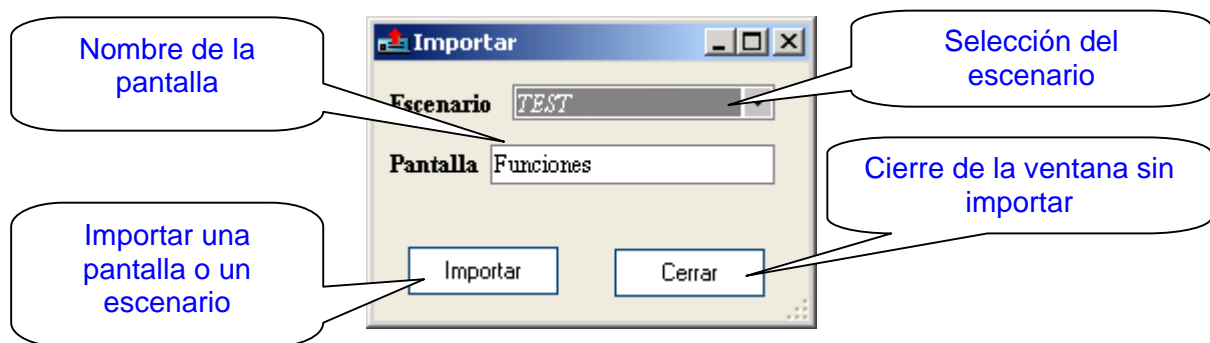 Nombre de la
pantalla
Importar
Selección del
escenario
Escenario TEST
Pantalla Funciones
Cierre de la ventana sin
importar
Importar una
pantalla o un
escenario
Importar
Cerrar